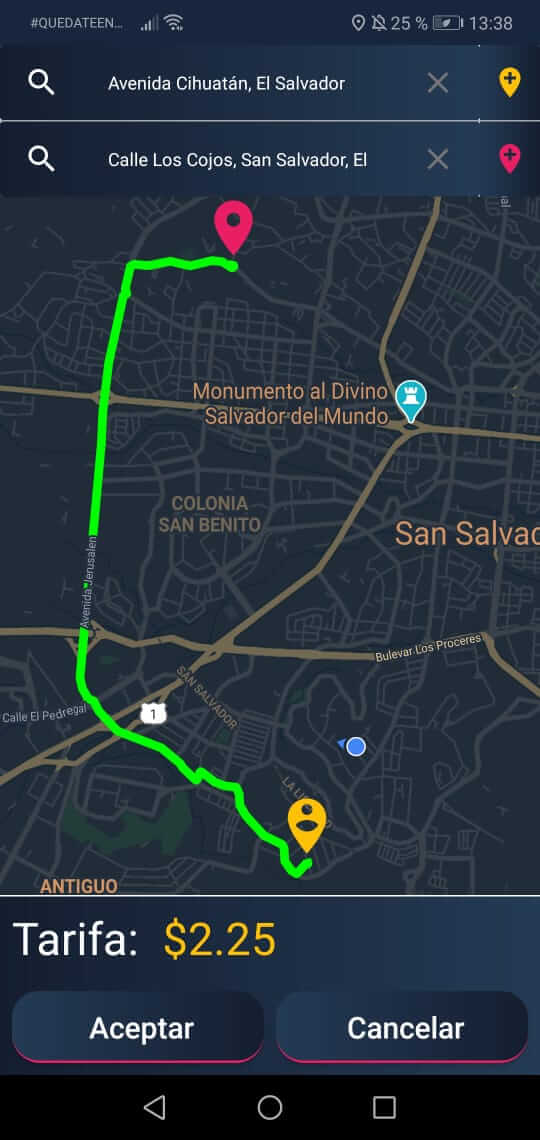 #QUEDATEEN...
25 %
13:38
Avenida Cihuatán, El Salvador
Calle Los Cojos, San Salvador, El
al
Monumento al Divino
Salvador del Mundo
COLONIA
SAN BENITO
San Salvad
Avenida Jerusalen
Bulevar Los Proceres
SAN SALVADOR
Calle El Pedregal
1
ANTIGUO
Tarifa: $2.25
Aceptar
Cancelar